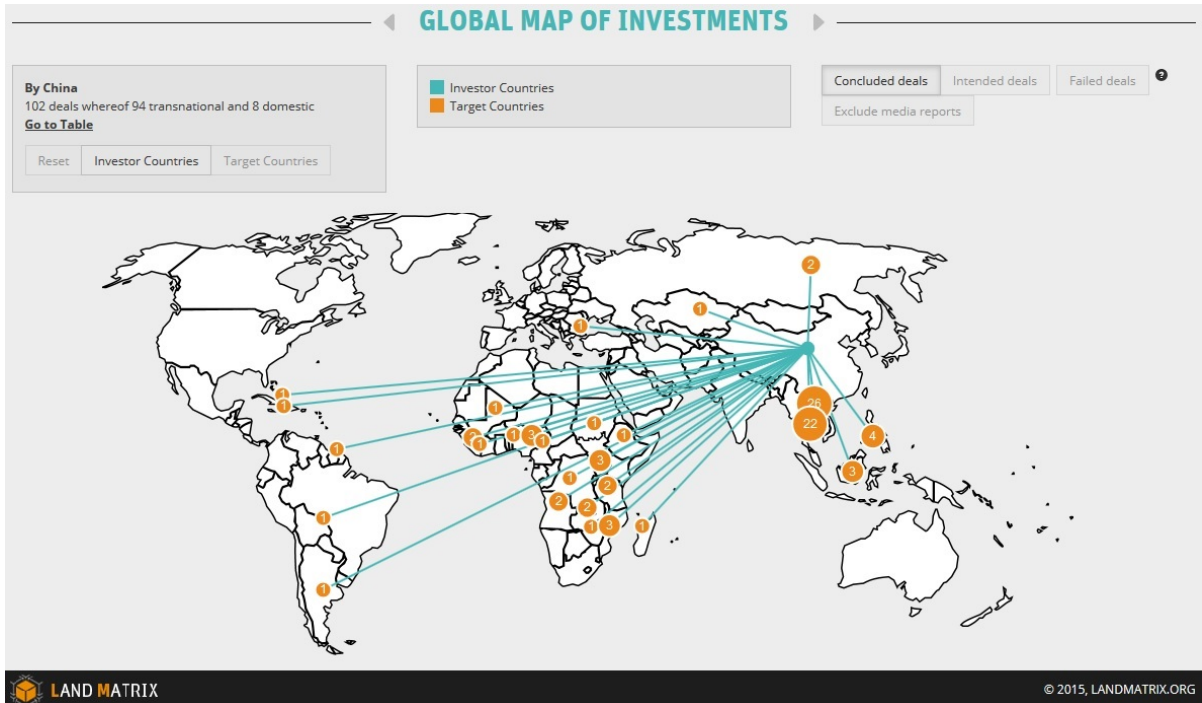 GLOBAL MAP OF INVESTMENTS
By China
102 deals whereof 94 transnational and 8 domestic
Go to Table
Reset Investor Countries Target Countries
Investor Countries
Target Countries
Concluded deals Intended deals Failed deals ?
Exclude media reports
2
1
1
1
1
26
22
1
1
4
2
1
1
3
1
1
1
3
3
1
2
2
2
1
1
3
1
1
LAND MATRIX
© 2015, LANDMATRIX.ORG